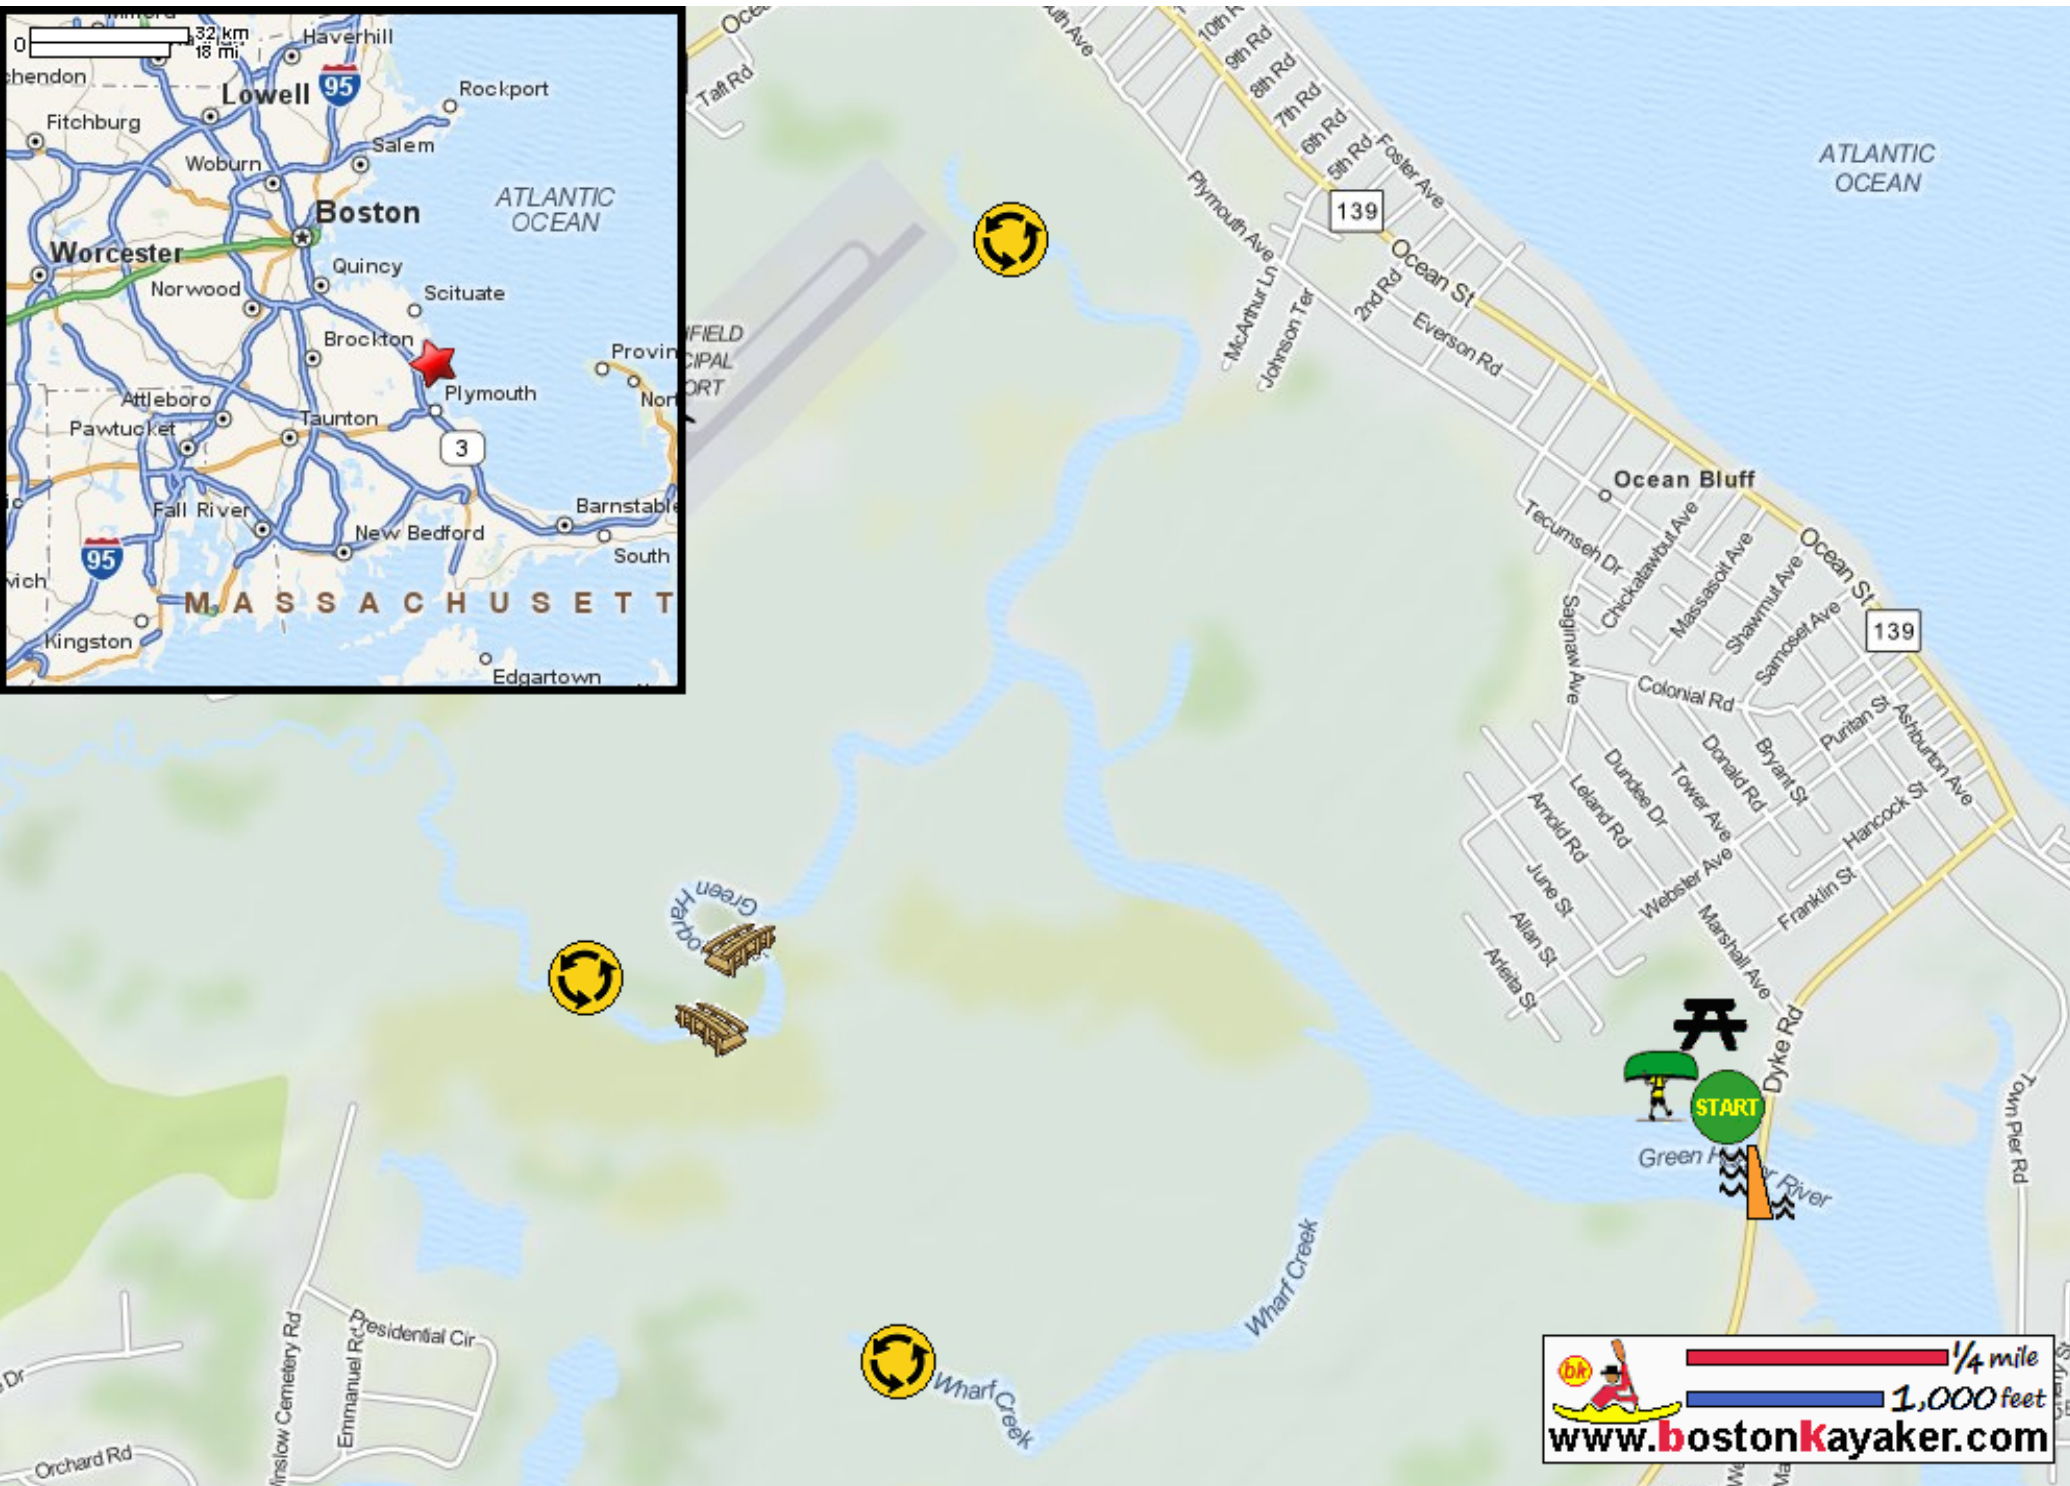 0
32 km
18 mi
Haverhill
95
Lowell
Rockport
Fitchburg
Salem
Woburn
ATLANTIC
OCEAN
Boston
Worcester
Quincy
Norwood
Scituate
Brockton
Plymouth
Attleboro
Taunton
Pawtucket
3
Fall River
Barnstable
New Bedford
South
95
MASSACHUSETT
Kingston
Edgartown
Taft Rd
10th R
9th Rd
8th Rd
7th Rd
6th Rd
5th Rd
Foster Ave
ATLANTIC
OCEAN
139
Plymouth Ave
Ocean St
McArthur Ln
Johnson Ter
2nd Rd
Everson Rd
Ocean Bluff
Tecumseh Dr
Chickatawbut Ave
Massasoit Ave
Shawmut Ave
Samoset Ave
Ocean St
139
Saginaw Ave
Colonial Rd
Puritan St
Ashburton Ave
Bryant St
Donald Rd
Tower Ave
Dundee Dr
Leland Rd
Arnold Rd
Hancock St
June St
Webster Ave
Franklin St
Allan St
Marshall Ave
Arleita St
Dyke Rd
Town Pier Rd
START
Green H
r River
Green Ha
Wharf Creek
Wharf Creek
Presidential Cir
Emmanuel Rd
inslow Cemetery Rd
Orchard Rd
Dr
bk
1/4 mile
1,000 feet
www.bostonkayaker.com